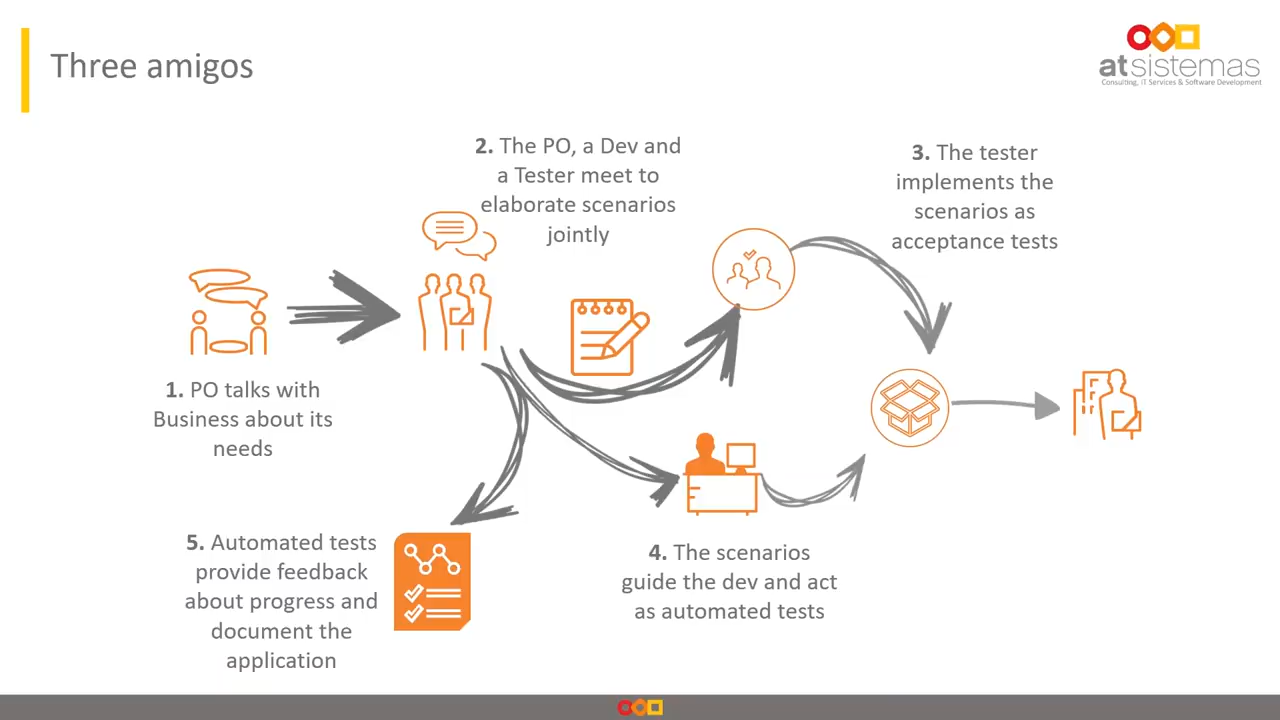 Three amigos
atsistemas
Consulting, IT Services & Software Development
2. The PO, a Dev and
a Tester meet to
elaborate scenarios
jointly
3. The tester
implements the
scenarios as
acceptance tests
1. PO talks with
Business about its
needs
5. Automated tests
provide feedback
about progress and
document the
application
4. The scenarios
guide the dev and act
as automated tests